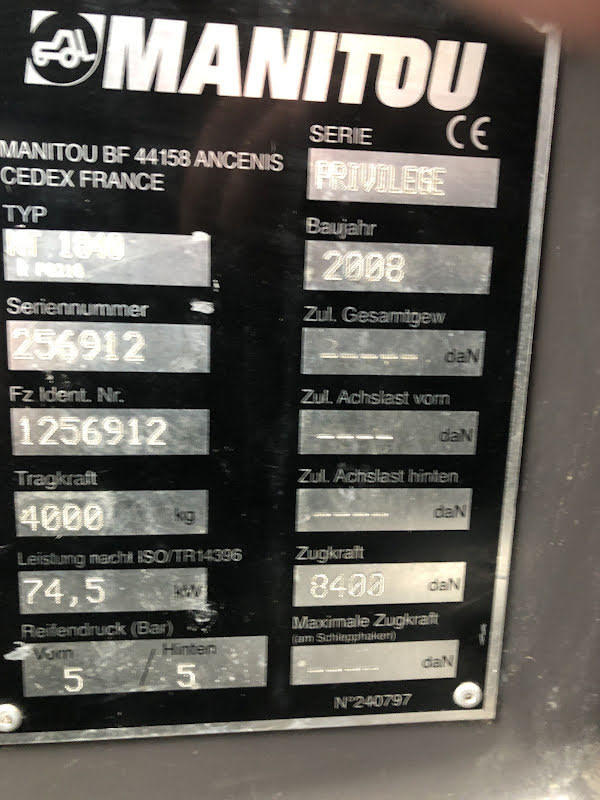 MANITOU
MANITOU BF 44158 ANCENIS
CEDEX FRANCE
SERIE
CE
PRIVILEGE
TYP
1840
Baujahr
2008
Seriennummer
256912
Zul. Gesamtgew
----- daN
Fz Ident. Nr.
1256912
Zul. Achslast vorn
---- daN
Tragkraft
4000 kg
Zul. Achslast hinten
---- daN
Leistung nacht ISO/TR14396
74,5 kW
Zugkraft
8400 daN
Reifendruck (Bar)
Vorn / Hinten
5 5
Maximale Zugkraft
(am Schlepphaken)
---- daN
N°240797